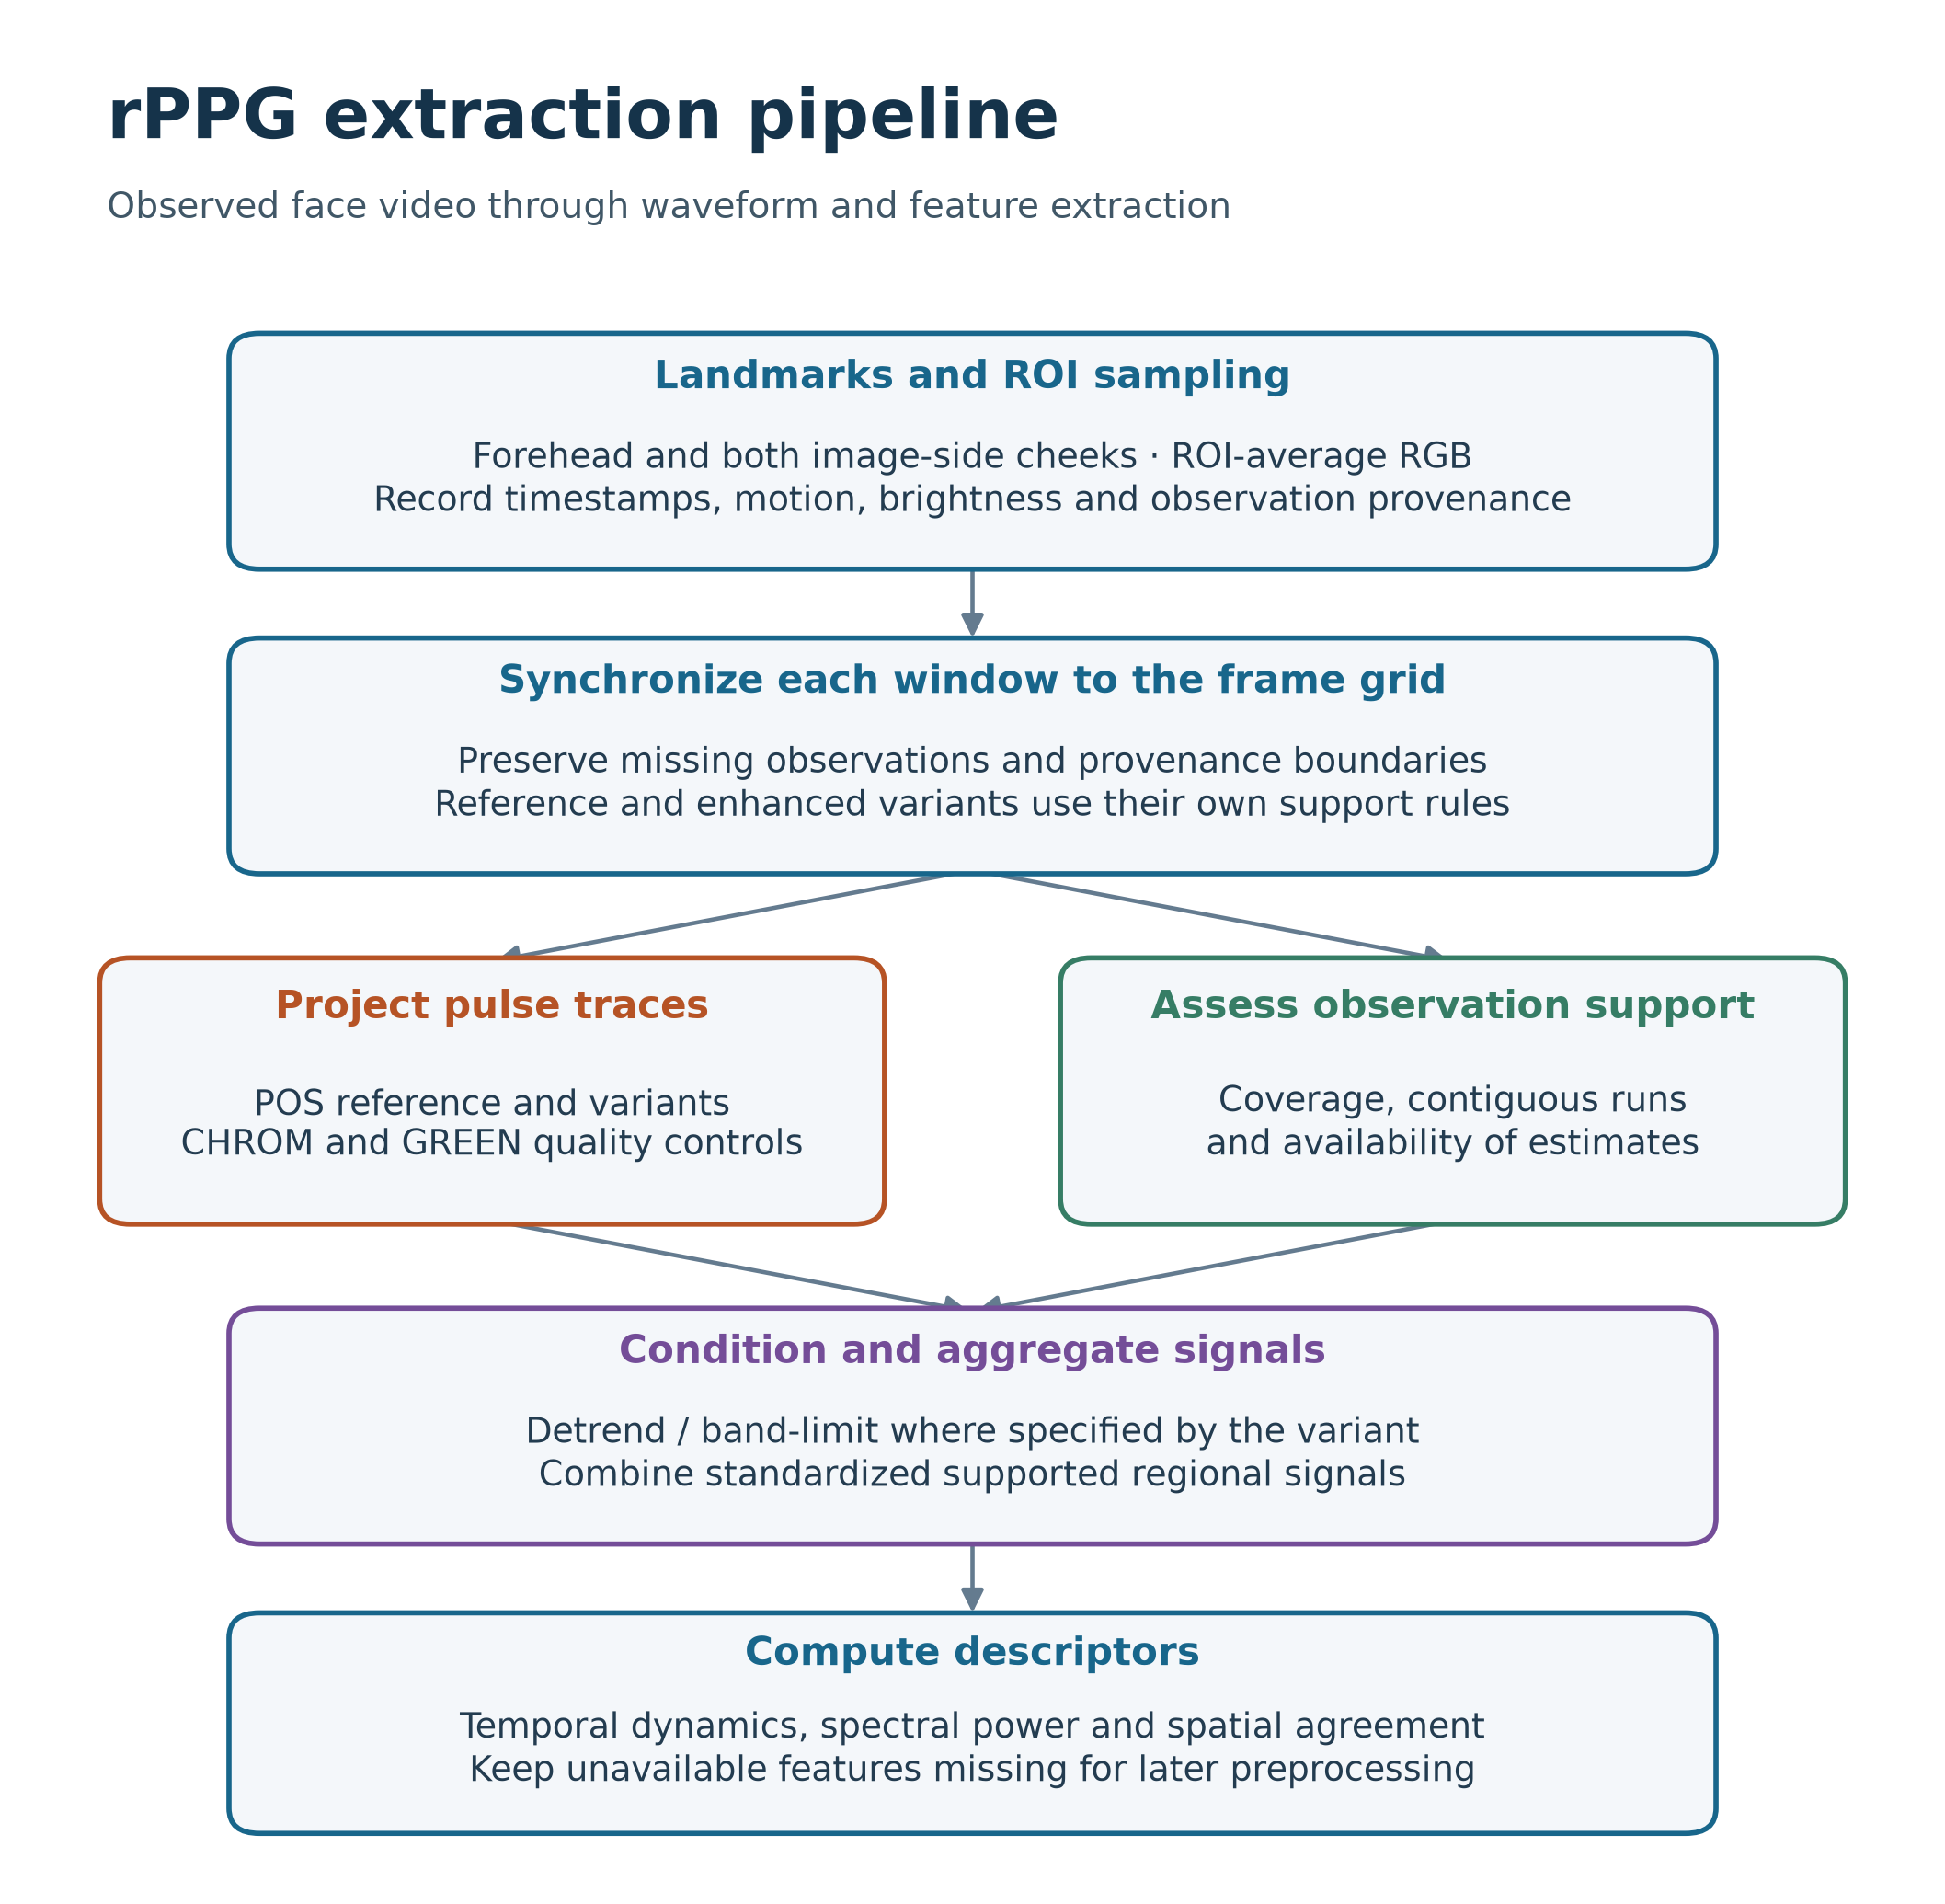 rPPG extraction pipeline
Observed face video through waveform and feature extraction
Landmarks and ROI sampling
Forehead and both image-side cheeks · ROI-average RGB
Record timestamps, motion, brightness and observation provenance
Synchronize each window to the frame grid
Preserve missing observations and provenance boundaries
Reference and enhanced variants use their own support rules
Project pulse traces
POS reference and variants
CHROM and GREEN quality controls
Assess observation support
Coverage, contiguous runs
and availability of estimates
Condition and aggregate signals
Detrend / band-limit where specified by the variant
Combine standardized supported regional signals
Compute descriptors
Temporal dynamics, spectral power and spatial agreement
Keep unavailable features missing for later preprocessing